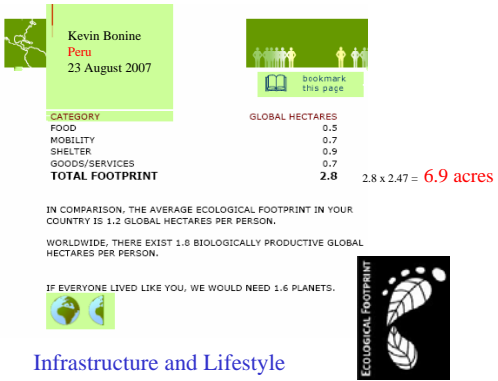 Kevin Bonine
Peru
23 August 2007
bookmark
this page
CATEGORY GLOBAL HECTARES
FOOD 0.5
MOBILITY 0.7
SHELTER 0.9
GOODS/SERVICES 0.7
TOTAL FOOTPRINT 2.8
2.8 x 2.47 = 6.9 acres
IN COMPARISON, THE AVERAGE ECOLOGICAL FOOTPRINT IN YOUR
COUNTRY IS 1.2 GLOBAL HECTARES PER PERSON.
WORLDWIDE, THERE EXIST 1.8 BIOLOGICALLY PRODUCTIVE GLOBAL
HECTARES PER PERSON.
IF EVERYONE LIVED LIKE YOU, WE WOULD NEED 1.6 PLANETS.
ECOLOGICAL FOOTPRINT
Infrastructure and Lifestyle